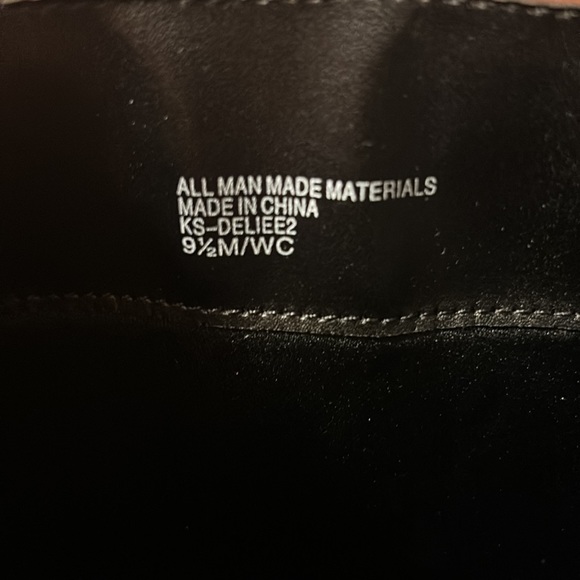 ALL MAN MADE MATERIALS
MADE IN CHINA
KS-DELIEE2
9½M/WC